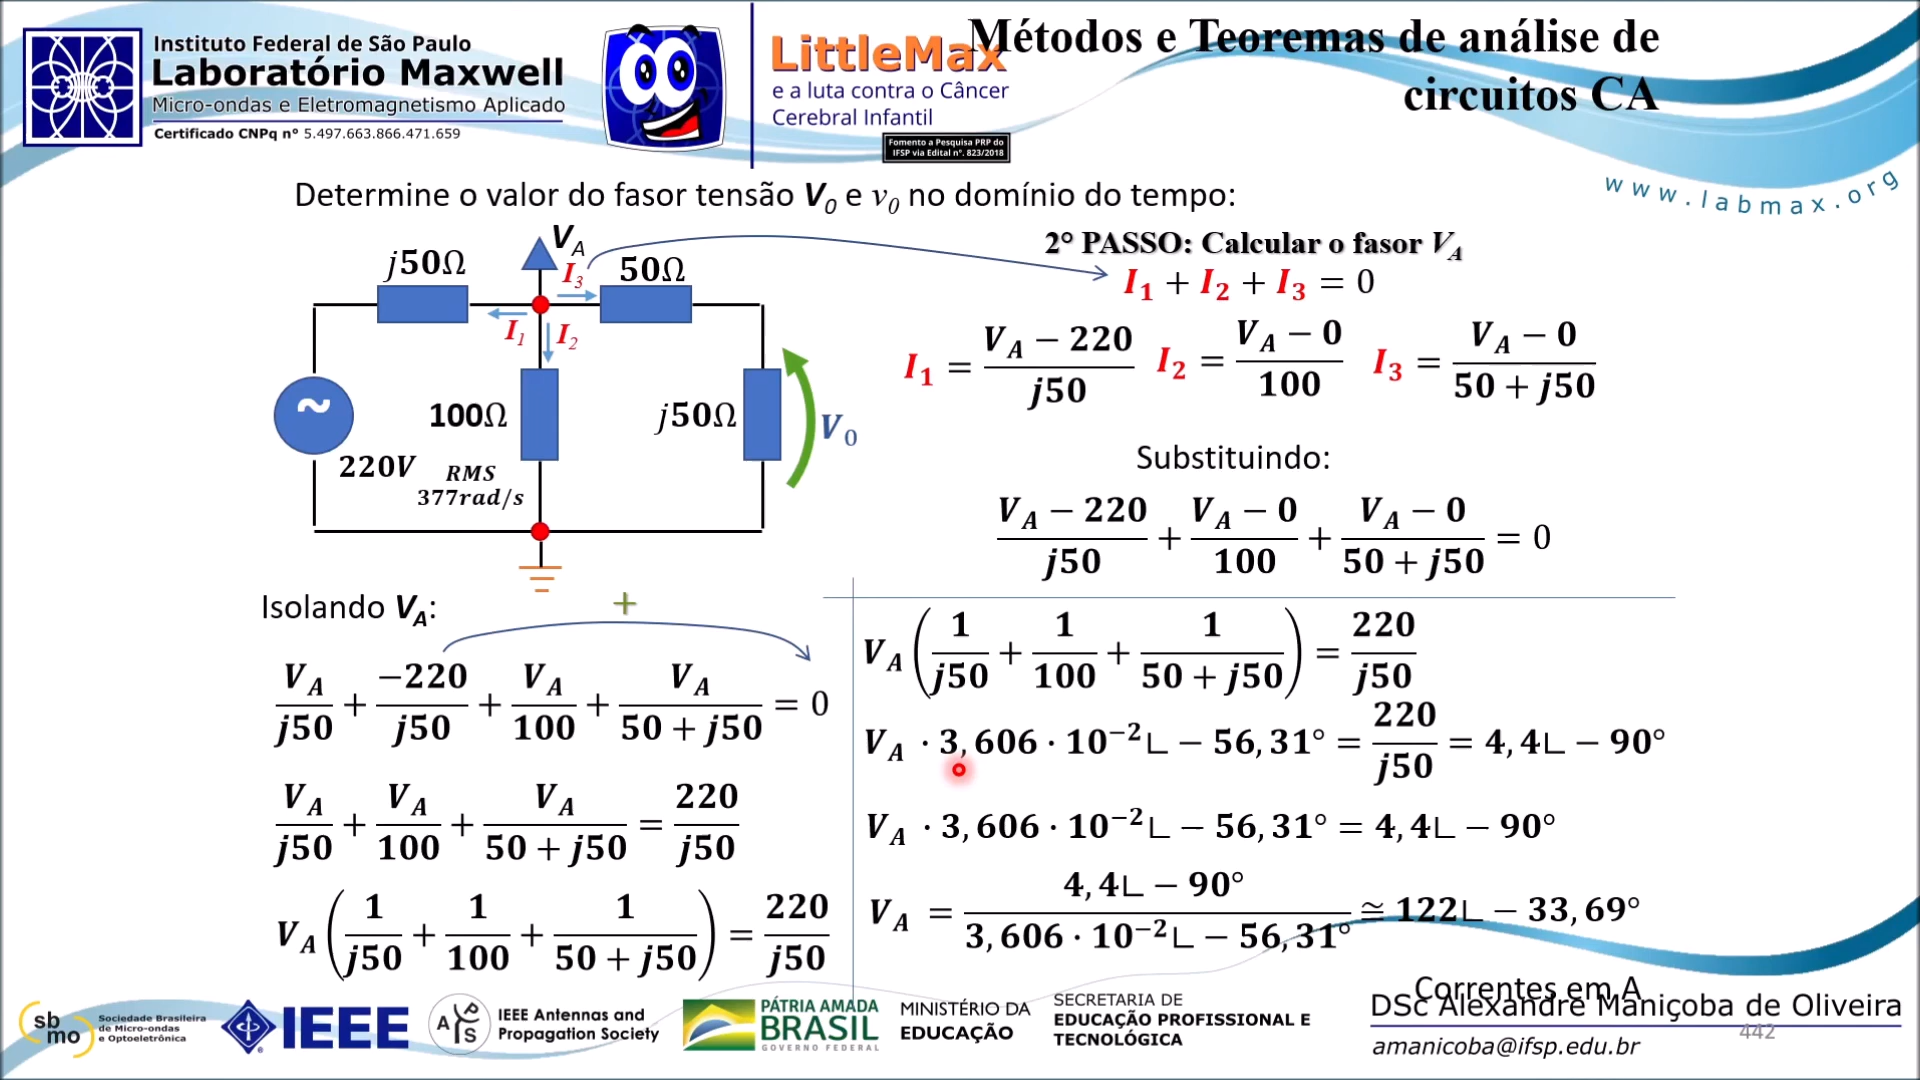 Instituto Federal de São Paulo
Laboratório Maxwell
Micro-ondas e Eletromagnetismo Aplicado
Certificado CNPq nº 5.497.663.866.471.659
LittleMax
e a luta contra o Câncer
Cerebral Infantil
Fomento a Pesquisa PRP do
IFSP via Edital nº. 823/2018
Métodos e Teoremas de análise de
circuitos CA
www.labmax.org
Determine o valor do fasor tensão V₀ e v₀ no domínio do tempo:
V_A
j50Ω
I₃
50Ω
I₁
I₂
~
100Ω
j50Ω
V₀
220V
RMS
377rad/s
2° PASSO: Calcular o fasor V_A
I₁ + I₂ + I₃ = 0
I₁ = (V_A − 220)/(j50) I₂ = (V_A − 0)/100 I₃ = (V_A − 0)/(50 + j50)
Substituindo:
(V_A − 220)/(j50) + (V_A − 0)/100 + (V_A − 0)/(50 + j50) = 0
Isolando V_A:
+
V_A/(j50) + (−220)/(j50) + V_A/100 + V_A/(50 + j50) = 0
V_A/(j50) + V_A/100 + V_A/(50 + j50) = 220/(j50)
V_A (1/(j50) + 1/100 + 1/(50 + j50)) = 220/(j50)
V_A (1/(j50) + 1/100 + 1/(50 + j50)) = 220/(j50)
V_A · 3,606 · 10⁻²∟ − 56,31° = 220/(j50) = 4,4∟ − 90°
V_A · 3,606 · 10⁻²∟ − 56,31° = 4,4∟ − 90°
V_A = (4,4∟ − 90°)/(3,606 · 10⁻²∟ − 56,31°) ≅ 122∟ − 33,69°
Correntes em A
sb
mo
Sociedade Brasileira
de Micro-ondas
e Optoeletrônica
IEEE
APS
IEEE Antennas and
Propagation Society
PÁTRIA AMADA
BRASIL
GOVERNO FEDERAL
MINISTÉRIO DA
EDUCAÇÃO
SECRETARIA DE
EDUCAÇÃO PROFISSIONAL E
TECNOLÓGICA
DSc Alexandre Maniçoba de Oliveira
442
amanicoba@ifsp.edu.br